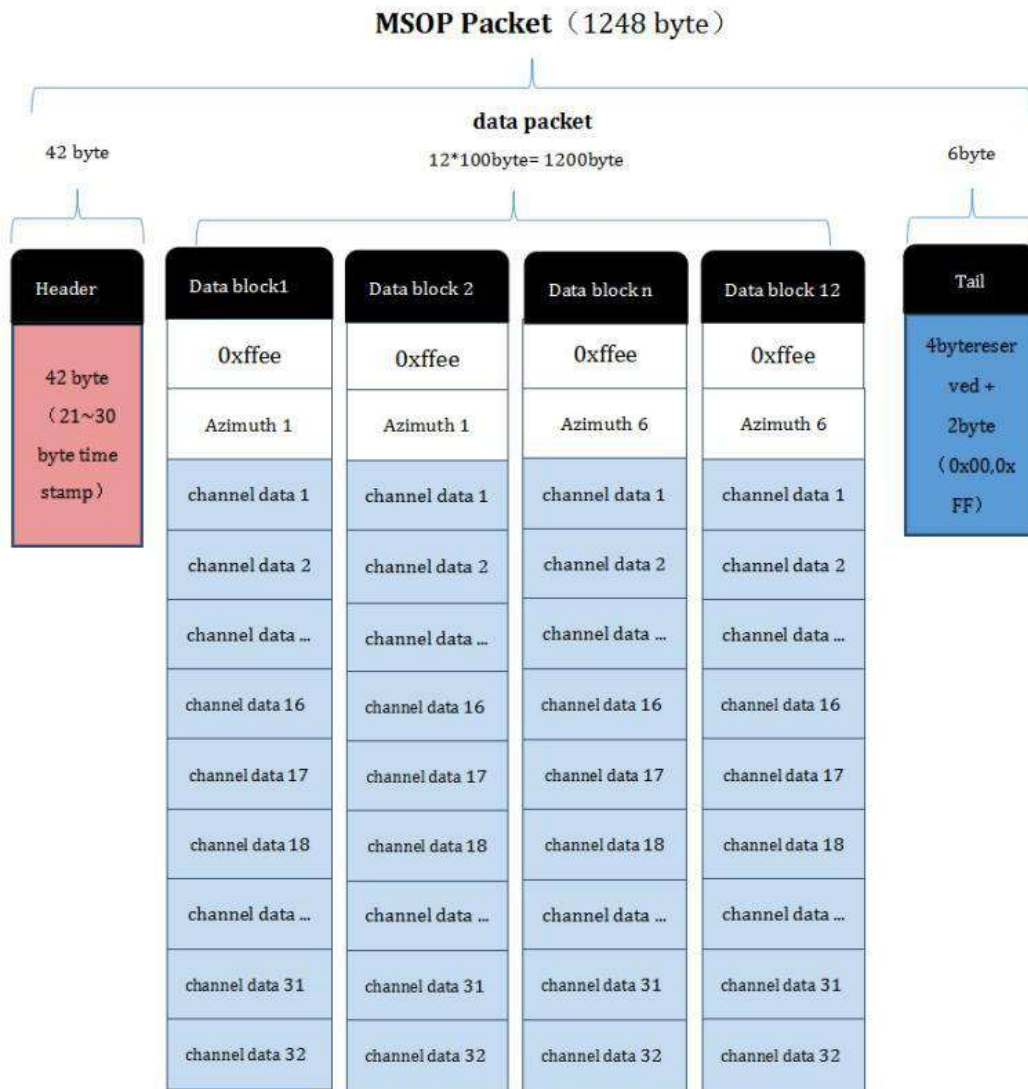 MSOP Packet（1248 byte）
data packet
42 byte
12*100byte= 1200byte
6byte
Header
42 byte
（21~30
byte time
stamp）
Data block1
0xffee
Azimuth 1
channel data 1
channel data 2
channel data ...
channel data 16
channel data 17
channel data 18
channel data ...
channel data 31
channel data 32
Data block 2
0xffee
Azimuth 1
channel data 1
channel data 2
channel data ...
channel data 16
channel data 17
channel data 18
channel data ...
channel data 31
channel data 32
Data block n
0xffee
Azimuth 6
channel data 1
channel data 2
channel data ...
channel data 16
channel data 17
channel data 18
channel data ...
channel data 31
channel data 32
Data block 12
0xffee
Azimuth 6
channel data 1
channel data 2
channel data ...
channel data 16
channel data 17
channel data 18
channel data ...
channel data 31
channel data 32
Tail
4bytereser
ved +
2byte
（0x00,0x
FF）